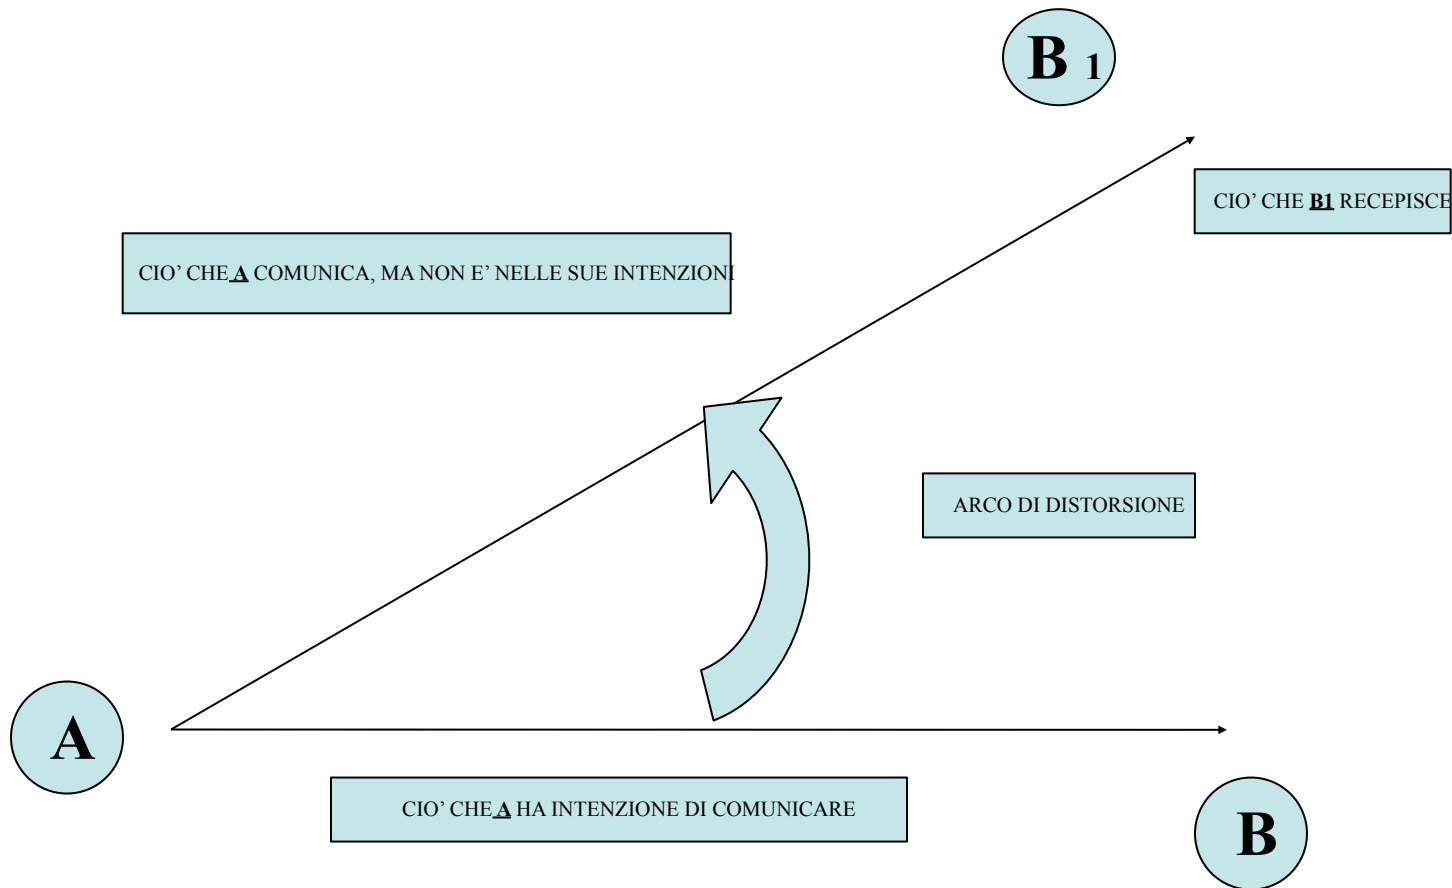 B 1
CIO’ CHE B1 RECEPISCE
CIO’ CHE A COMUNICA, MA NON E’ NELLE SUE INTENZIONI
ARCO DI DISTORSIONE
A
CIO’ CHE A HA INTENZIONE DI COMUNICARE
B